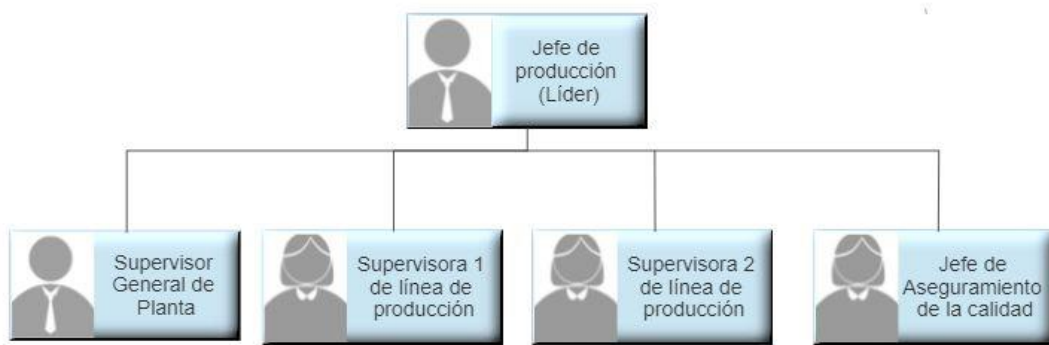 Jefe de
producción
(Líder)
Supervisor
General de
Planta
Supervisora 1
de línea de
producción
Supervisora 2
de línea de
producción
Jefe de
Aseguramiento
de la calidad